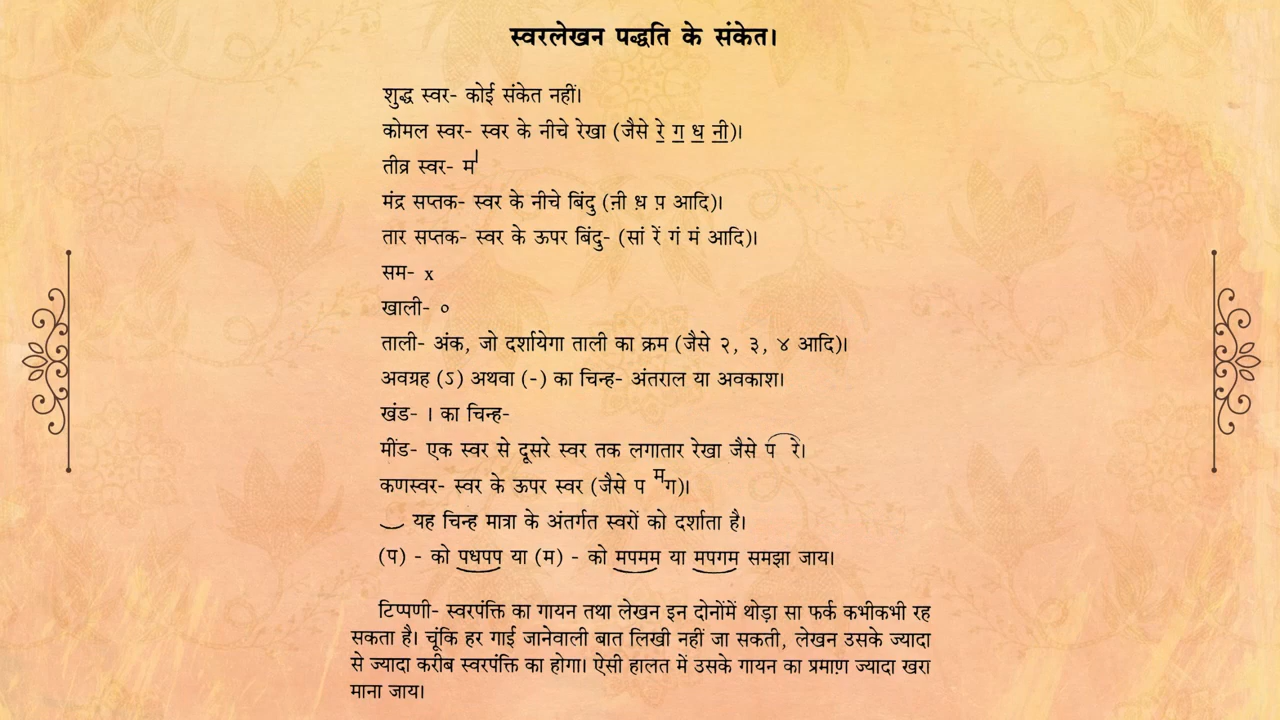 स्वरलेखन पद्धति के संकेत।
शुद्ध स्वर- कोई संकेत नहीं।
कोमल स्वर- स्वर के नीचे रेखा (जैसे रे॒ ग॒ ध॒ नी॒)।
तीव्र स्वर- म॑
मंद्र सप्तक- स्वर के नीचे बिंदु (ऩी ध़ प़ आदि)।
तार सप्तक- स्वर के ऊपर बिंदु- (सां रें गं मं आदि)।
सम- x
खाली- ०
ताली- अंक, जो दर्शायेगा ताली का क्रम (जैसे २, ३, ४ आदि)।
अवग्रह (ऽ) अथवा (-) का चिन्ह- अंतराल या अवकाश।
खंड- । का चिन्ह-
मींड- एक स्वर से दूसरे स्वर तक लगातार रेखा जैसे प रे।
कणस्वर- स्वर के ऊपर स्वर (जैसे प मग)।
‿ यह चिन्ह मात्रा के अंतर्गत स्वरों को दर्शाता है।
(प) - को पधपप या (म) - को मपमम या मपगम समझा जाय।
टिप्पणी- स्वरपंक्ति का गायन तथा लेखन इन दोनोंमें थोड़ा सा फर्क कभीकभी रह
सकता है। चूंकि हर गाई जानेवाली बात लिखी नहीं जा सकती, लेखन उसके ज्यादा
से ज्यादा करीब स्वरपंक्ति का होगा। ऐसी हालत में उसके गायन का प्रमाण़ ज्यादा खरा
माना जाय।